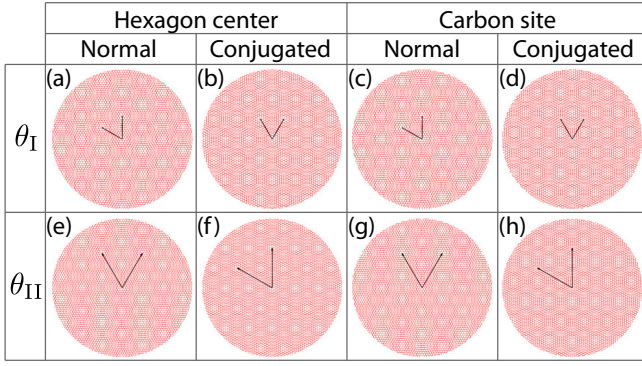 Hexagon center Carbon site
Normal Conjugated Normal Conjugated
(a) (b) (c) (d)
θI
(e) (f) (g) (h)
θII